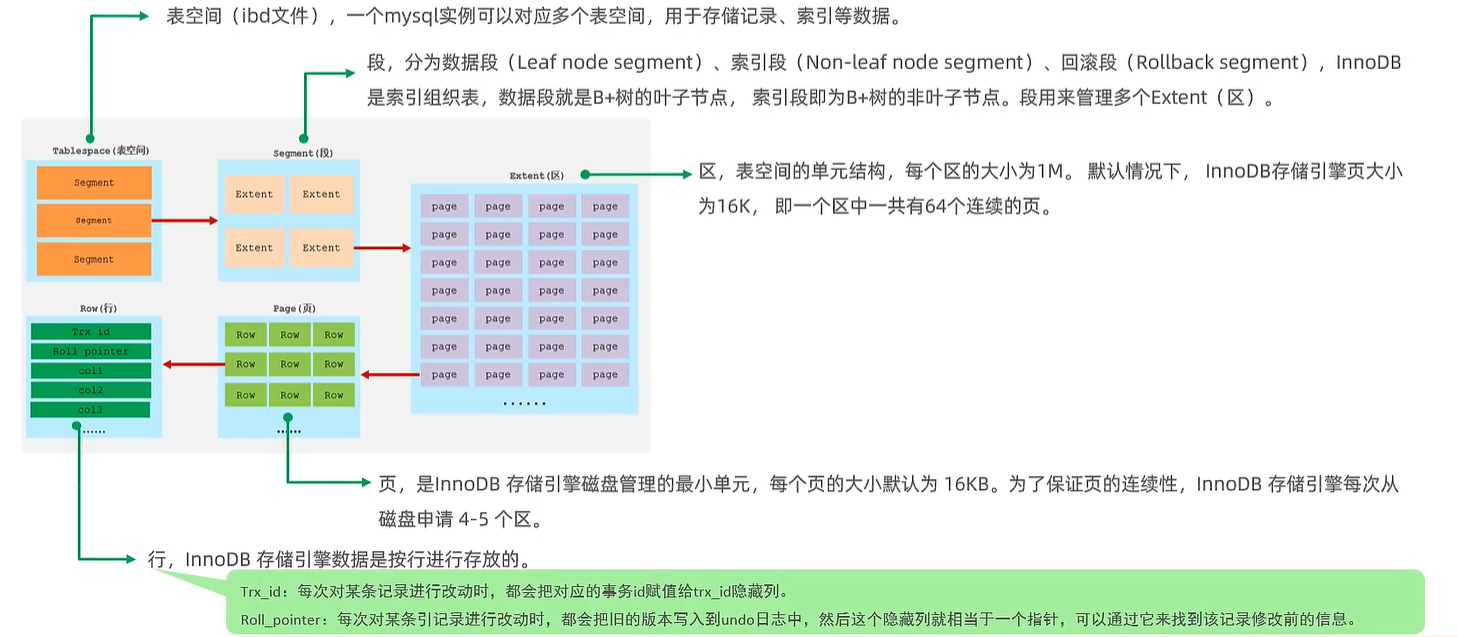 表空间（ibd文件），一个mysql实例可以对应多个表空间，用于存储记录、索引等数据。
段，分为数据段（Leaf node segment）、索引段（Non-leaf node segment）、回滚段（Rollback segment），InnoDB
是索引组织表，数据段就是B+树的叶子节点， 索引段即为B+树的非叶子节点。段用来管理多个Extent（区）。
Tablespace(表空间)
Segment
Segment
Segment
Segment(段)
Extent Extent
Extent Extent
Extent(区)
page page page page
page page page page
page page page page
page page page page
page page page page
page page page page
page page page page
......
区，表空间的单元结构，每个区的大小为1M。 默认情况下， InnoDB存储引擎页大小
为16K， 即一个区中一共有64个连续的页。
Row(行)
Trx id
Roll pointer
col1
col2
col3
......
Page(页)
Row Row Row
Row Row Row
Row Row Row
......
页，是InnoDB 存储引擎磁盘管理的最小单元，每个页的大小默认为 16KB。为了保证页的连续性，InnoDB 存储引擎每次从
磁盘申请 4-5 个区。
行，InnoDB 存储引擎数据是按行进行存放的。
Trx_id：每次对某条记录进行改动时，都会把对应的事务id赋值给trx_id隐藏列。
Roll_pointer：每次对某条引记录进行改动时，都会把旧的版本写入到undo日志中，然后这个隐藏列就相当于一个指针，可以通过它来找到该记录修改前的信息。